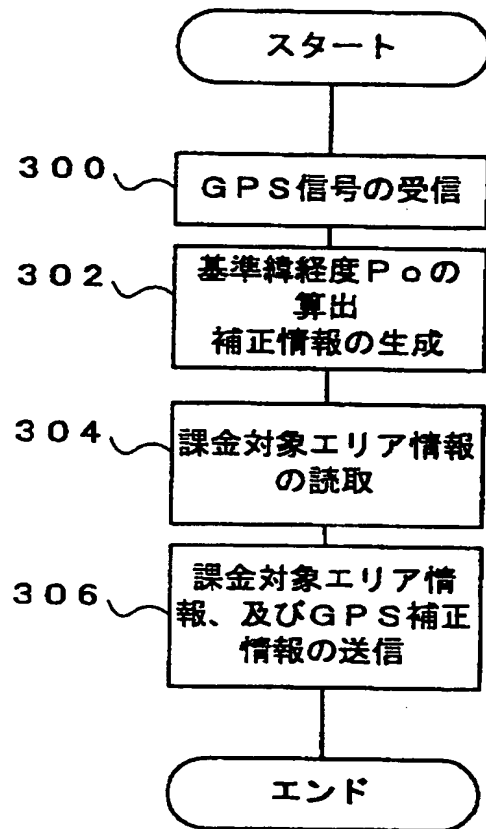 スタート
300
GPS信号の受信
302
基準緯経度Poの
算出
補正情報の生成
304
課金対象エリア情報
の読取
306
課金対象エリア情
報、及びGPS補正
情報の送信
エンド